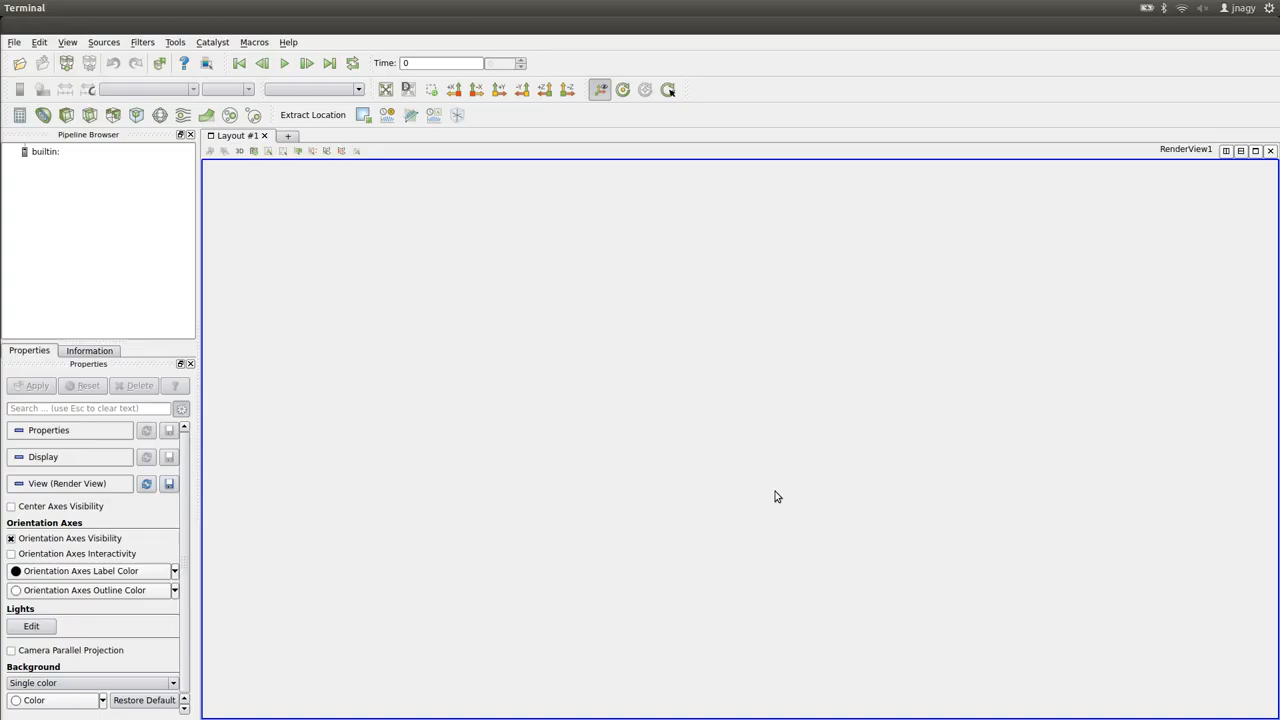 Terminal
jnagy
File Edit View Sources Filters Tools Catalyst Macros Help
Time: 0
0
Extract Location
Pipeline Browser
Layout #1
+
builtin:
3D
RenderView1
Properties Information
Properties
Apply Reset Delete ?
Search ... (use Esc to clear text)
Properties
Display
View (Render View)
Center Axes Visibility
Orientation Axes
Orientation Axes Visibility
Orientation Axes Interactivity
Orientation Axes Label Color
Orientation Axes Outline Color
Lights
Edit
Camera Parallel Projection
Background
Single color
Color
Restore Default